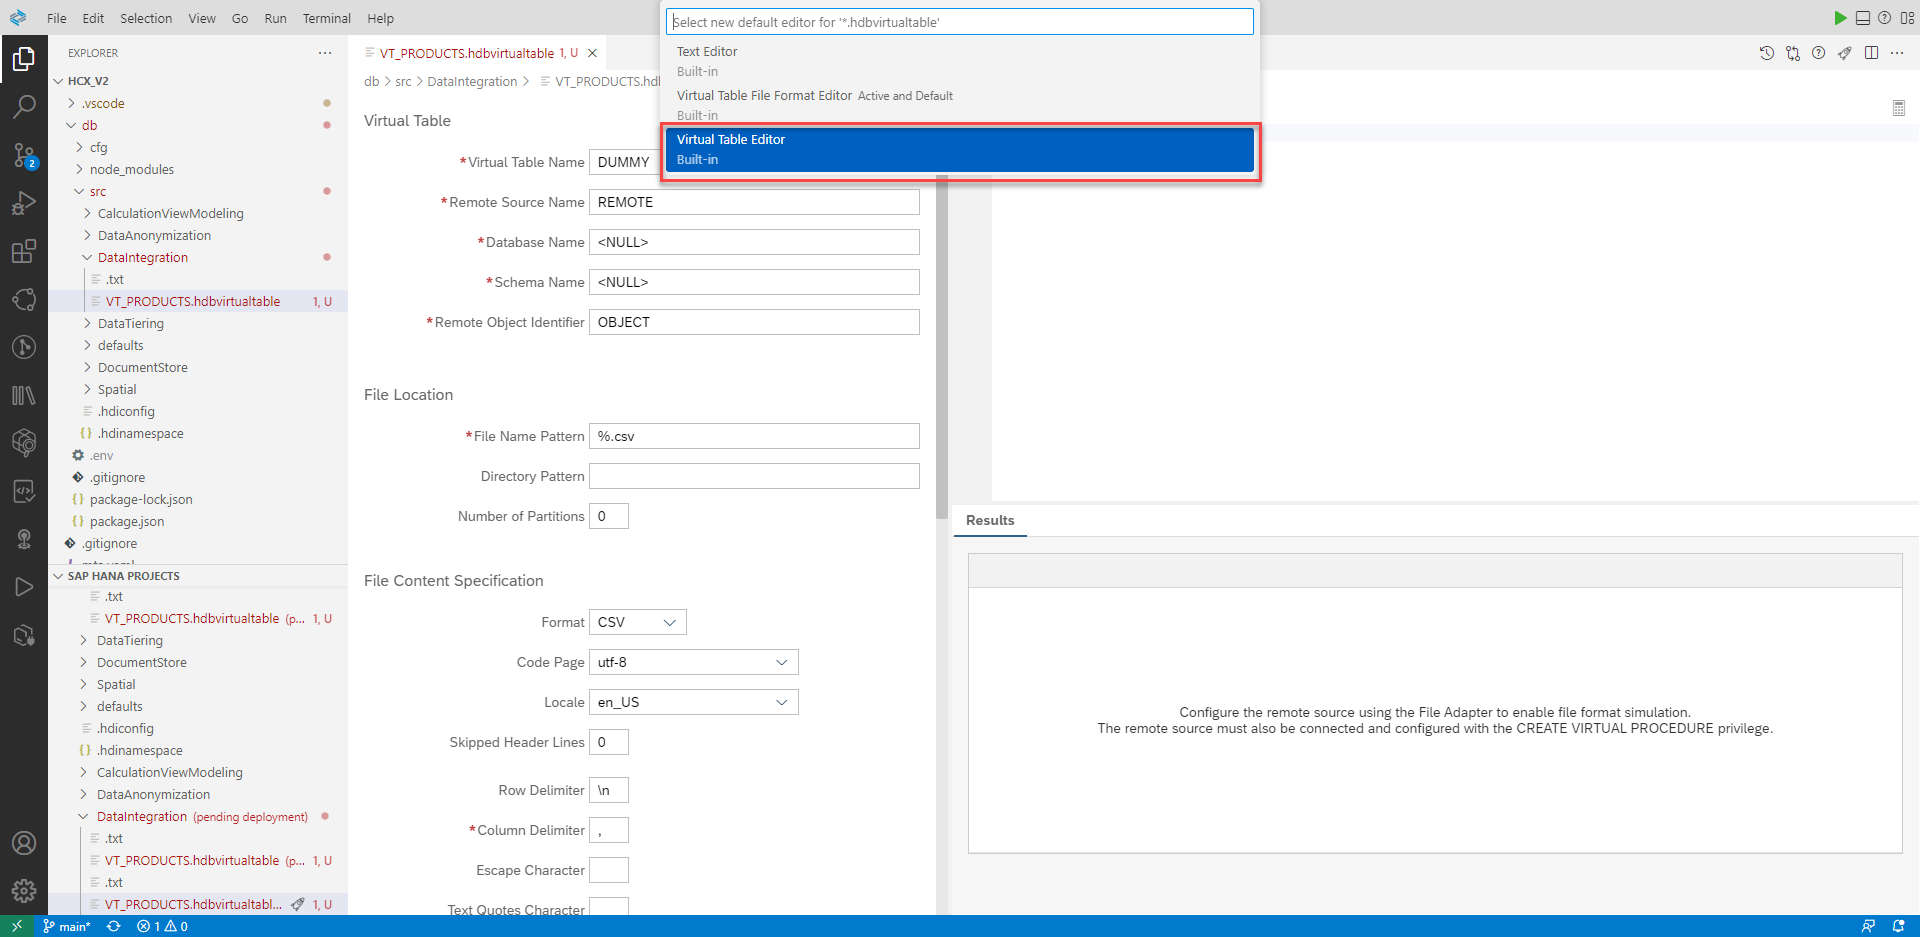 File Edit Selection View Go Run Terminal Help
Select new default editor for '*.hdbvirtualtable'
Text Editor
Built-in
Virtual Table File Format Editor Active and Default
Built-in
Virtual Table Editor
Built-in
EXPLORER
HCX_V2
.vscode
db
cfg
node_modules
src
CalculationViewModeling
DataAnonymization
DataIntegration
.txt
VT_PRODUCTS.hdbvirtualtable 1, U
DataTiering
defaults
DocumentStore
Spatial
.hdiconfig
{} .hdinamespace
.env
.gitignore
{} package-lock.json
{} package.json
.gitignore
SAP HANA PROJECTS
.txt
VT_PRODUCTS.hdbvirtualtable (p... 1, U
DataTiering
DocumentStore
Spatial
defaults
.hdiconfig
{} .hdinamespace
CalculationViewModeling
DataAnonymization
DataIntegration (pending deployment)
.txt
VT_PRODUCTS.hdbvirtualtable (p... 1, U
.txt
VT_PRODUCTS.hdbvirtualtabl... 1, U
2
VT_PRODUCTS.hdbvirtualtable 1, U
db > src > DataIntegration > VT_PRODUCTS.hdb
Virtual Table
*Virtual Table Name DUMMY
*Remote Source Name REMOTE
*Database Name <NULL>
*Schema Name <NULL>
*Remote Object Identifier OBJECT
File Location
*File Name Pattern %.csv
Directory Pattern
Number of Partitions 0
File Content Specification
Format CSV
Code Page utf-8
Locale en_US
Skipped Header Lines 0
Row Delimiter \n
*Column Delimiter ,
Escape Character
Text Quotes Character
Results
Configure the remote source using the File Adapter to enable file format simulation.
The remote source must also be connected and configured with the CREATE VIRTUAL PROCEDURE privilege.
main* 1 0